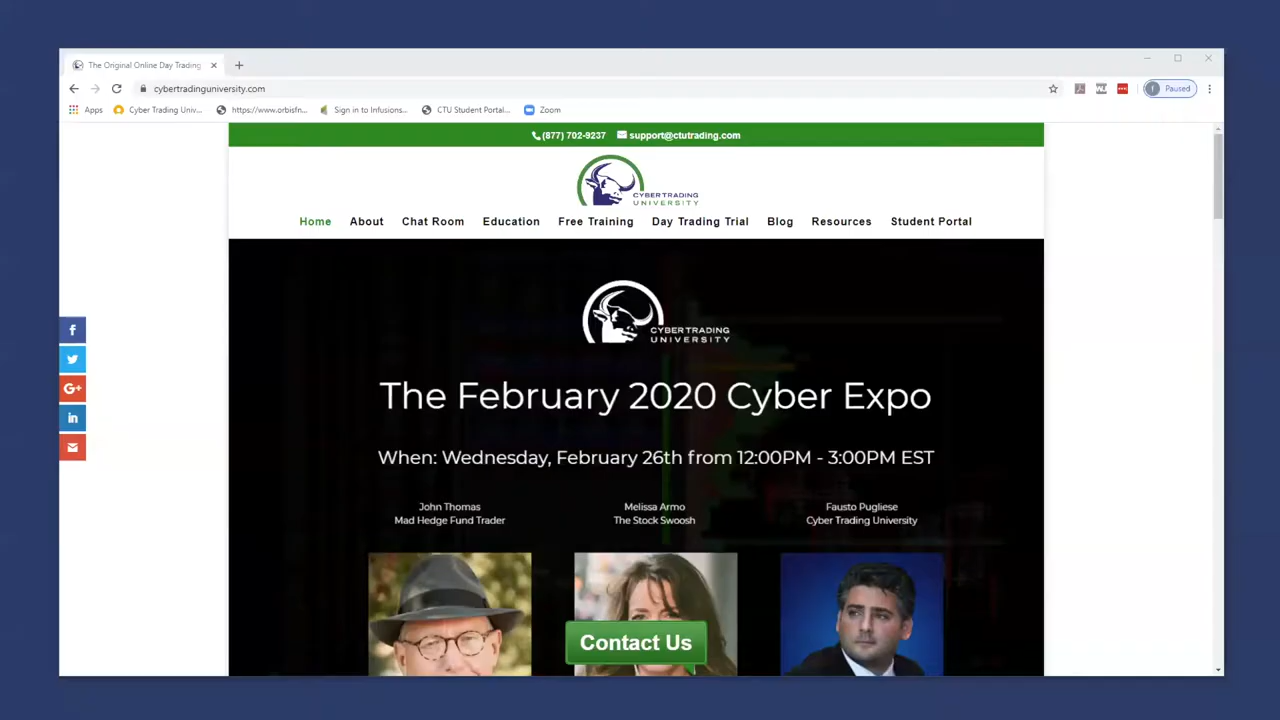 The Original Online Day Trading
cybertradinguniversity.com
Paused
Apps
Cyber Trading Univ...
https://www.orbisfn...
Sign in to Infusions...
CTU Student Portal...
Zoom
(877) 702-9237 support@ctutrading.com
CYBERTRADING
UNIVERSITY
Home About Chat Room Education Free Training Day Trading Trial Blog Resources Student Portal
CYBERTRADING
UNIVERSITY
The February 2020 Cyber Expo
When: Wednesday, February 26th from 12:00PM - 3:00PM EST
John Thomas
Mad Hedge Fund Trader
Melissa Armo
The Stock Swoosh
Fausto Pugliese
Cyber Trading University
f
G+
in
Contact Us